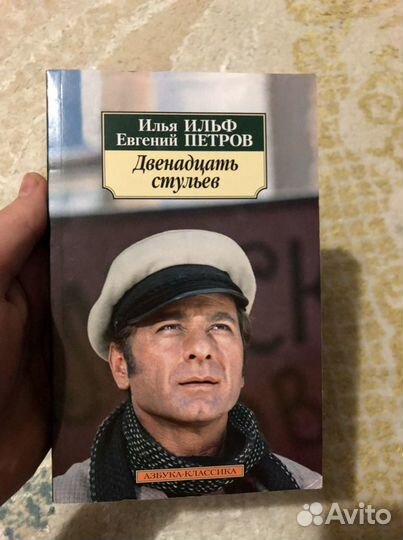 Илья ИЛЬФ
Евгений ПЕТРОВ
Двенадцать
стульев
АЗБУКА-КЛАССИКА
Avito